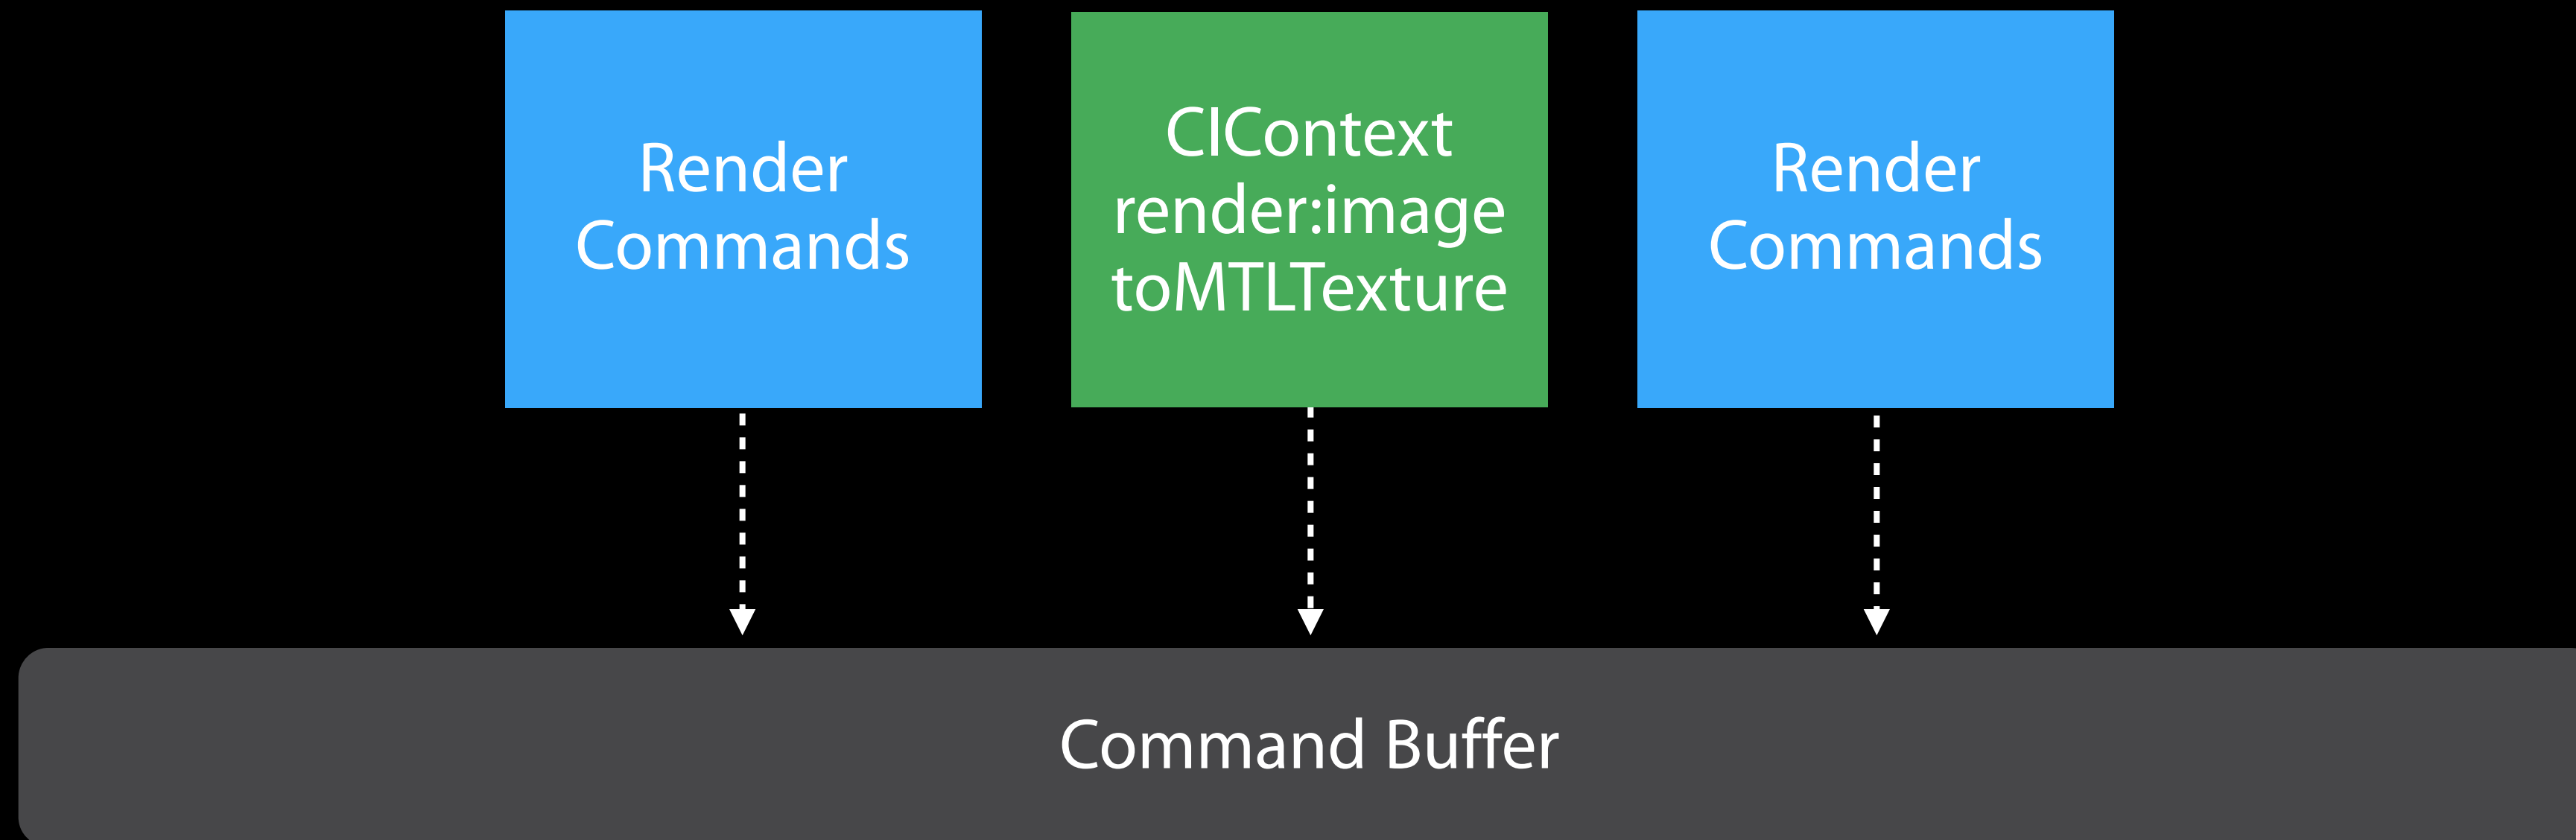 Render
Commands
CIContext
render:image
toMTLTexture
Render
Commands
Command Buffer